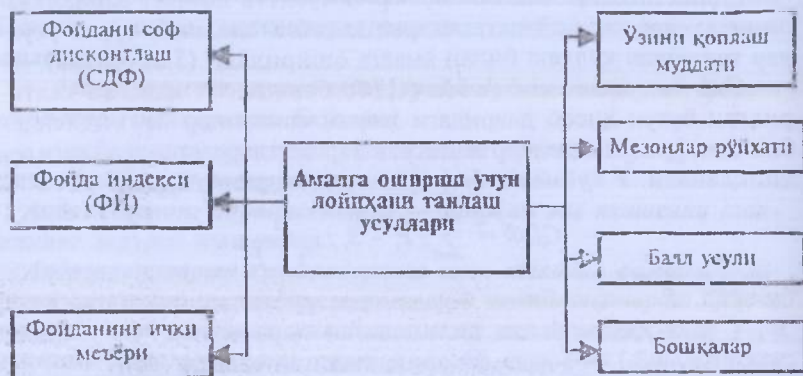 Фойдани соф
дисконтлаш
(СДФ)
Фойда индекси
(ФИ)
Фойданинг ички
меъёри
Амалга ошириш учун
лойиҳани танлаш
усуллари
Ўзини қоплаш
муддати
Мезонлар рўйхати
Балл усули
Бошқалар